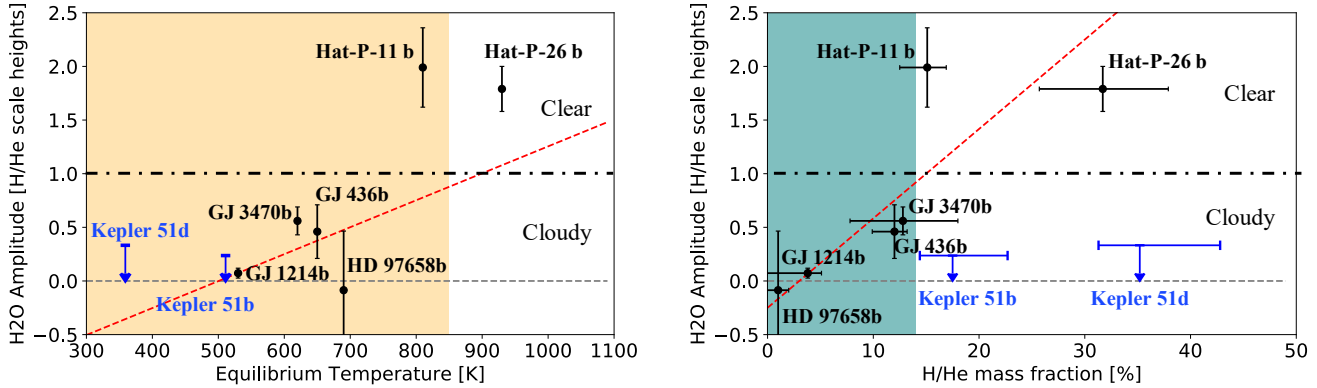 H2O Amplitude [H/He scale heights]
2.5
2.0
1.5
1.0
0.5
0.0
−0.5
Hat-P-11 b
Hat-P-26 b
Clear
GJ 436b
GJ 3470b
Cloudy
Kepler 51d
HD 97658b
GJ 1214b
Kepler 51b
300 400 500 600 700 800 900 1000 1100
Equilibrium Temperature [K]
H2O Amplitude [H/He scale heights]
2.5
2.0
1.5
1.0
0.5
0.0
−0.5
Hat-P-11 b
Hat-P-26 b
Clear
GJ 3470b
Cloudy
GJ 436b
GJ 1214b
Kepler 51b
Kepler 51d
HD 97658b
0 10 20 30 40 50
H/He mass fraction [%]